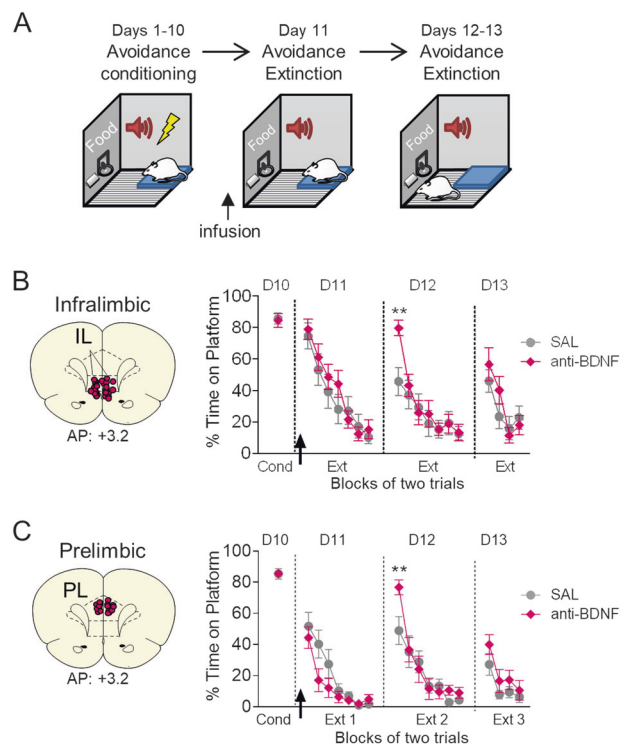 A
Days 1-10
Avoidance
conditioning
Day 11
Avoidance
Extinction
Days 12-13
Avoidance
Extinction
Food
Food
Food
infusion
B
Infralimbic
IL
AP: +3.2
% Time on Platform
100
80
60
40
20
0
D10
D11
D12
D13
**
SAL
anti-BDNF
Cond
Ext
Ext
Ext
Blocks of two trials
C
Prelimbic
PL
AP: +3.2
% Time on Platform
100
80
60
40
20
0
D10
D11
D12
D13
**
SAL
anti-BDNF
Cond
Ext 1
Ext 2
Ext 3
Blocks of two trials